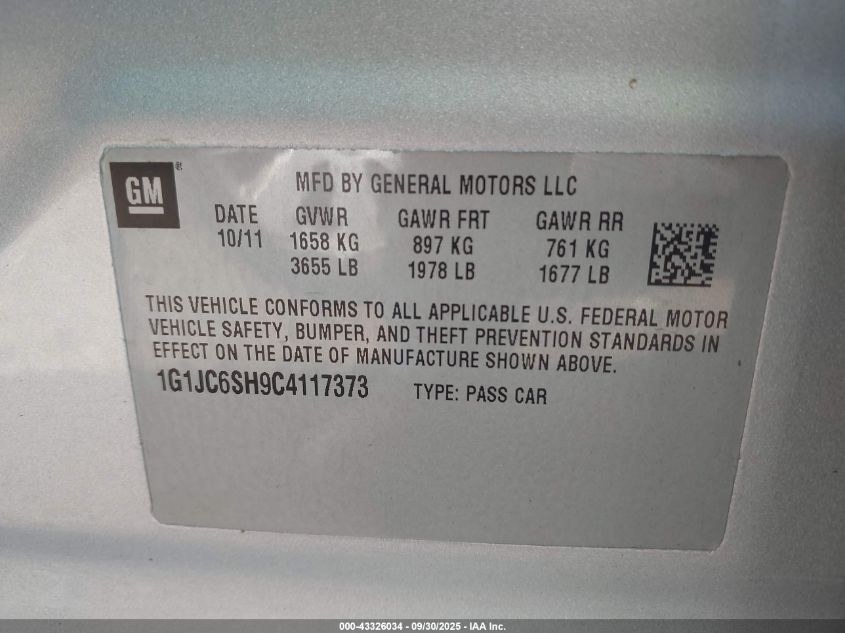 GM ®
MFD BY GENERAL MOTORS LLC
DATE GVWR GAWR FRT GAWR RR
10/11 1658 KG 897 KG 761 KG
3655 LB 1978 LB 1677 LB
THIS VEHICLE CONFORMS TO ALL APPLICABLE U.S. FEDERAL MOTOR
VEHICLE SAFETY, BUMPER, AND THEFT PREVENTION STANDARDS IN
EFFECT ON THE DATE OF MANUFACTURE SHOWN ABOVE.
1G1JC6SH9C4117373 TYPE: PASS CAR
000-43326034 - 09/30/2025 - IAA Inc.